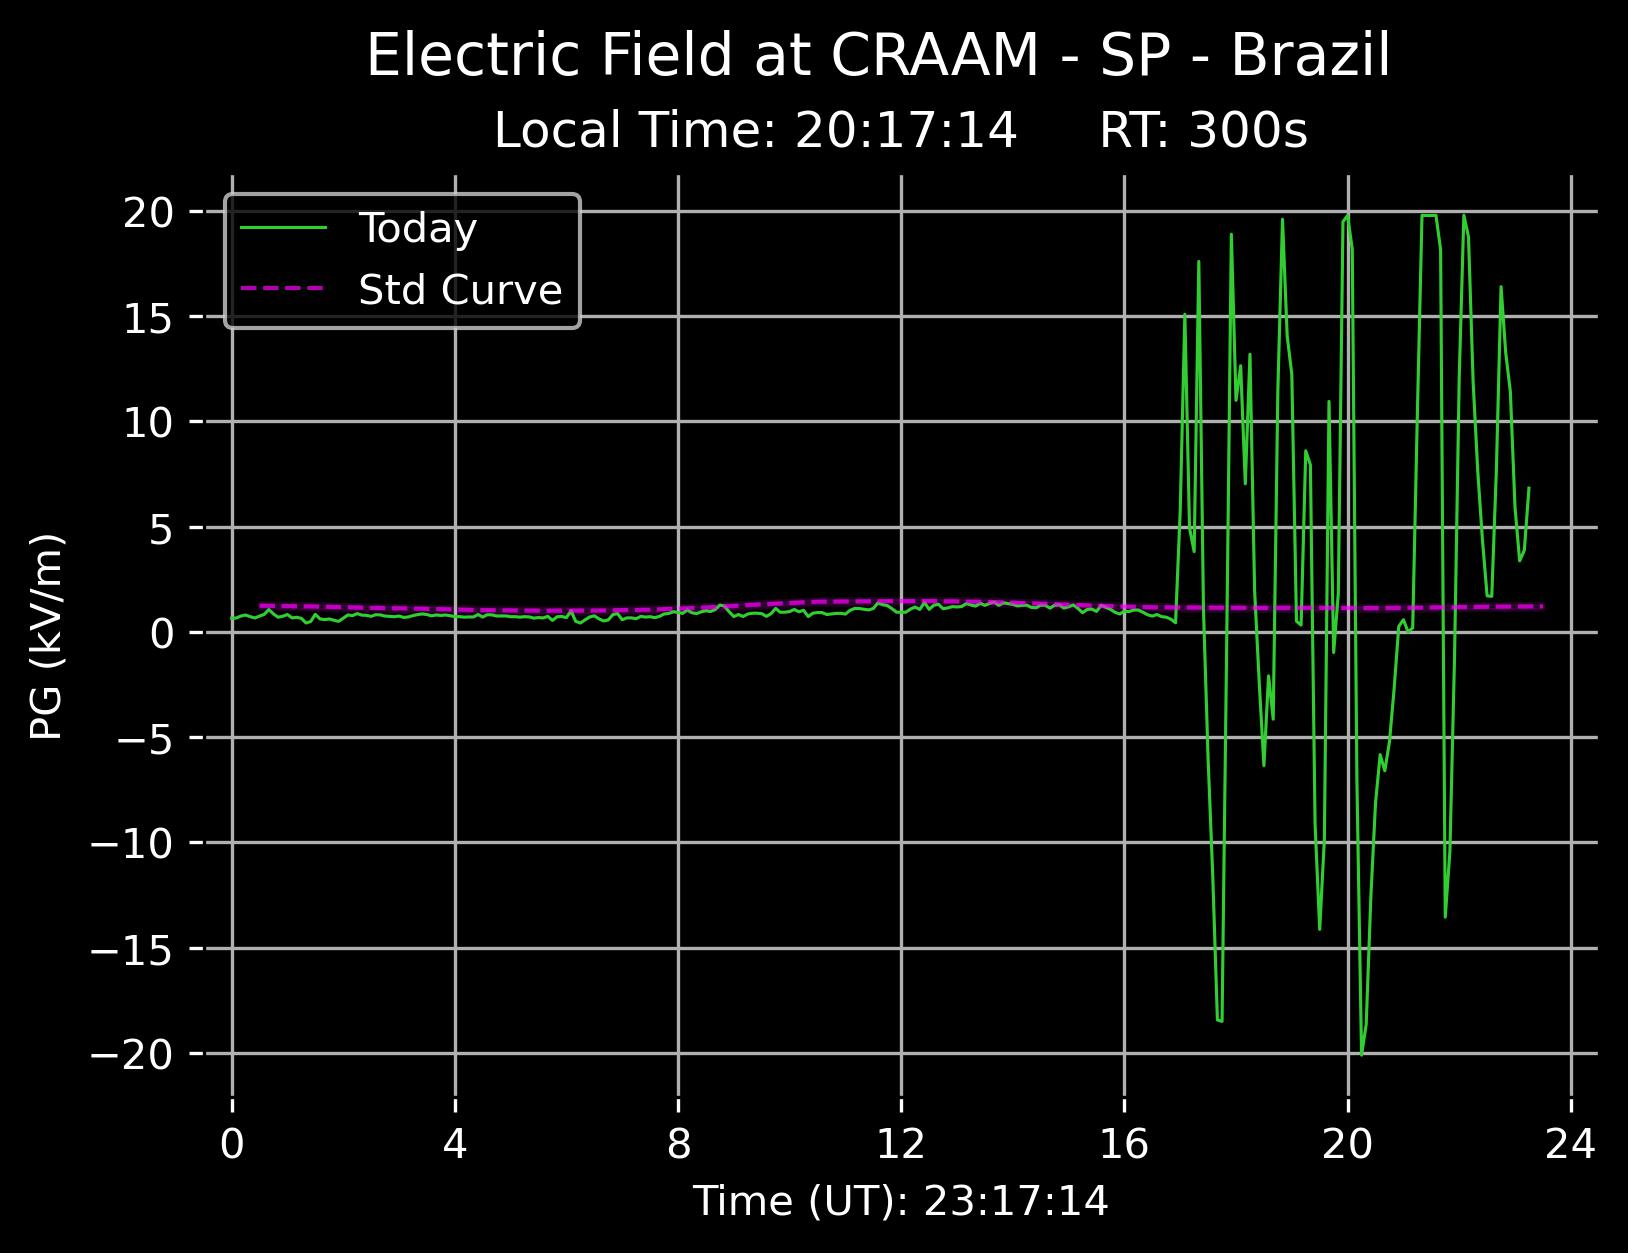 Electric Field at CRAAM - SP - Brazil
Local Time: 20:17:14 RT: 300s
Today
Std Curve
PG (kV/m)
20
15
10
5
0
−5
−10
−15
−20
0 4 8 12 16 20 24
Time (UT): 23:17:14